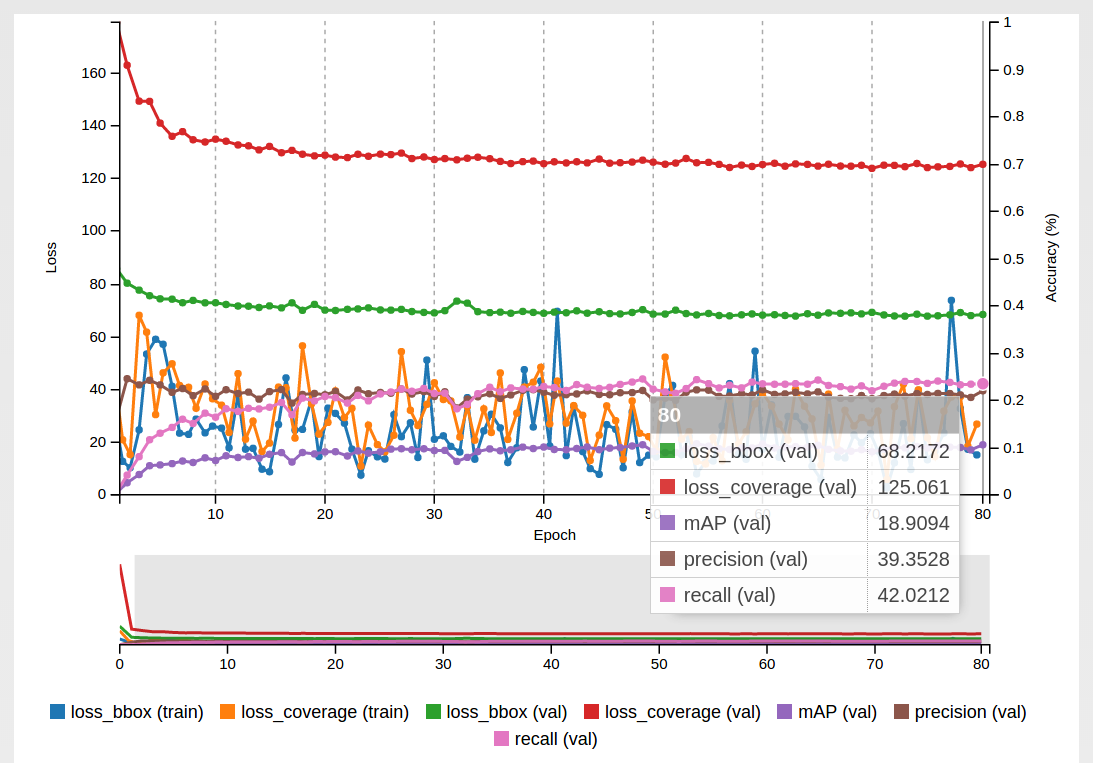 160
140
120
100
80
60
40
20
0
Loss
1
0.9
0.8
0.7
0.6
0.5
0.4
0.3
0.2
0.1
0
Accuracy (%)
10 20 30 40 50 60 70 80
Epoch
80
loss_bbox (val) 68.2172
loss_coverage (val) 125.061
mAP (val) 18.9094
precision (val) 39.3528
recall (val) 42.0212
0 10 20 30 40 50 60 70 80
loss_bbox (train) loss_coverage (train) loss_bbox (val) loss_coverage (val) mAP (val) precision (val)
recall (val)